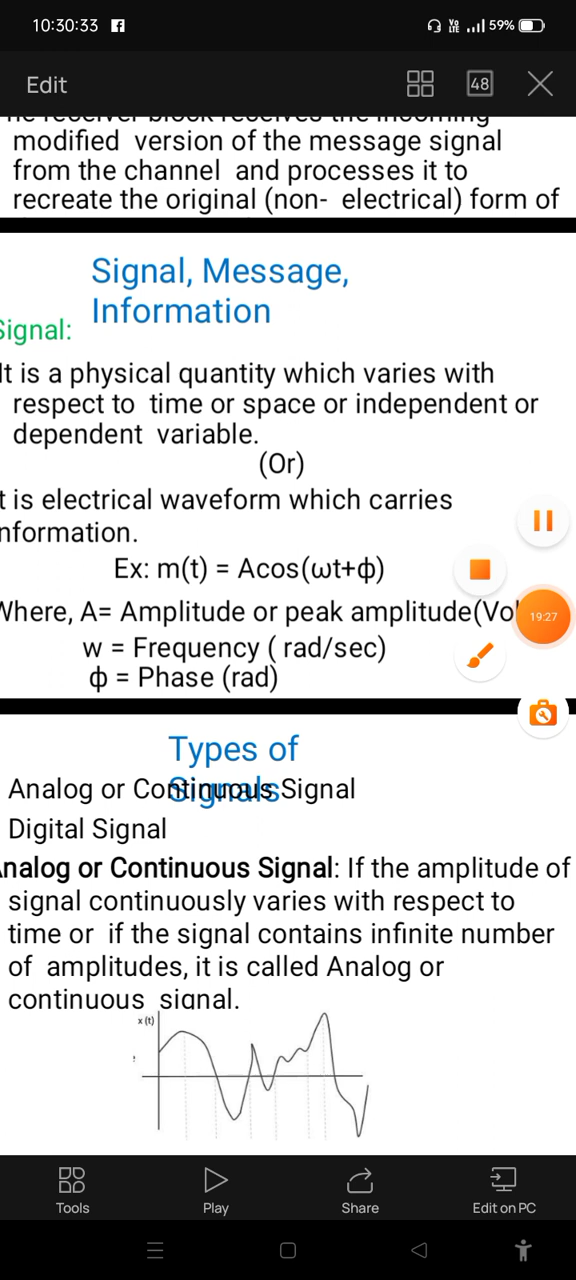 10:30:33
VO LTE 59%
Edit 48
modified version of the message signal
from the channel and processes it to
recreate the original (non- electrical) form of
Signal, Message,
Information
Signal:
It is a physical quantity which varies with
respect to time or space or independent or
dependent variable.
(Or)
t is electrical waveform which carries
nformation.
Ex: m(t) = Acos(ωt+ф)
Where, A= Amplitude or peak amplitude(Vol
19:27
w = Frequency ( rad/sec)
ф = Phase (rad)
Types of
Signals
Analog or Continuous Signal
Digital Signal
Analog or Continuous Signal: If the amplitude of
signal continuously varies with respect to
time or if the signal contains infinite number
of amplitudes, it is called Analog or
continuous signal.
x (t)
Tools Play Share Edit on PC